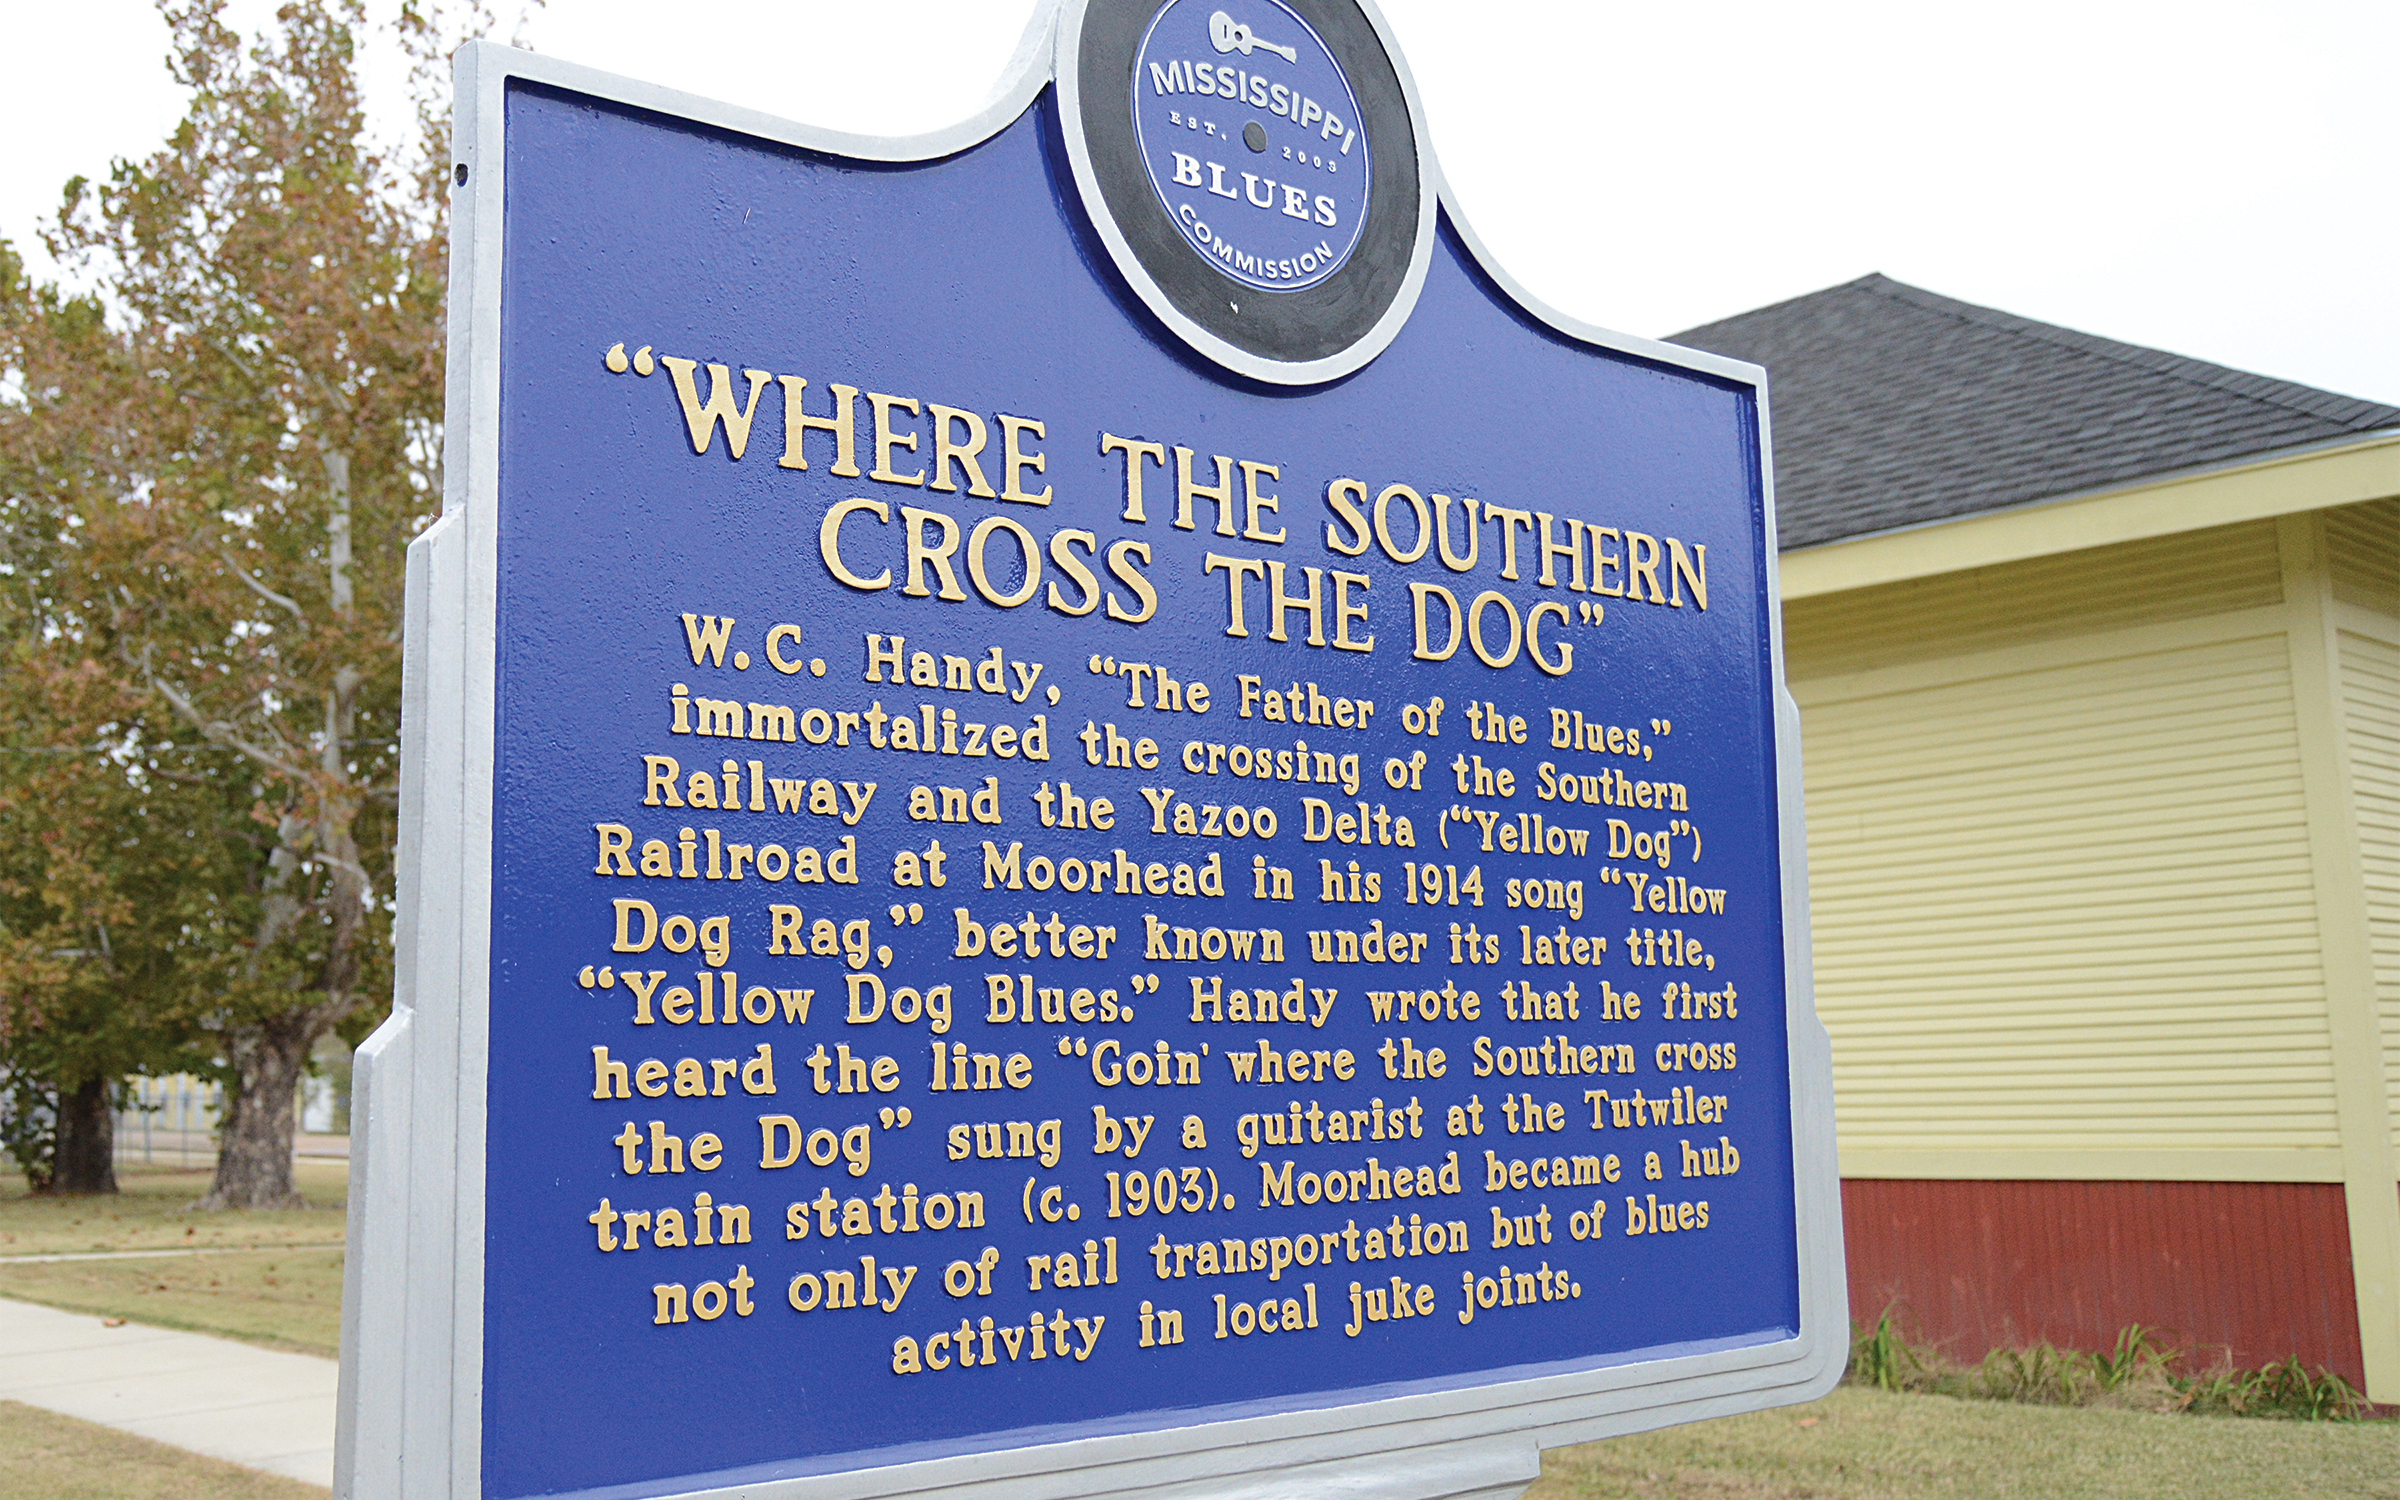 MISSISSIPPI
EST. 2003
BLUES
COMMISSION
“WHERE THE SOUTHERN
CROSS THE DOG”
W.C. Handy, “The Father of the Blues,”
immortalized the crossing of the Southern
Railway and the Yazoo Delta (“Yellow Dog”)
Railroad at Moorhead in his 1914 song “Yellow
Dog Rag,” better known under its later title,
“Yellow Dog Blues.” Handy wrote that he first
heard the line “Goin' where the Southern cross
the Dog” sung by a guitarist at the Tutwiler
train station (c. 1903). Moorhead became a hub
not only of rail transportation but of blues
activity in local juke joints.